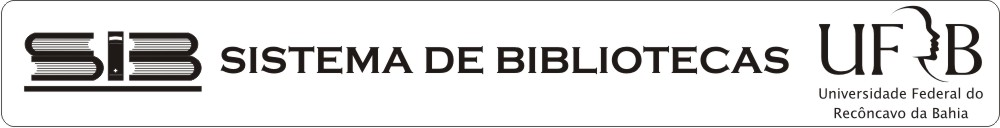 SIB
SISTEMA DE BIBLIOTECAS
UFRB
Universidade Federal do
Recôncavo da Bahia